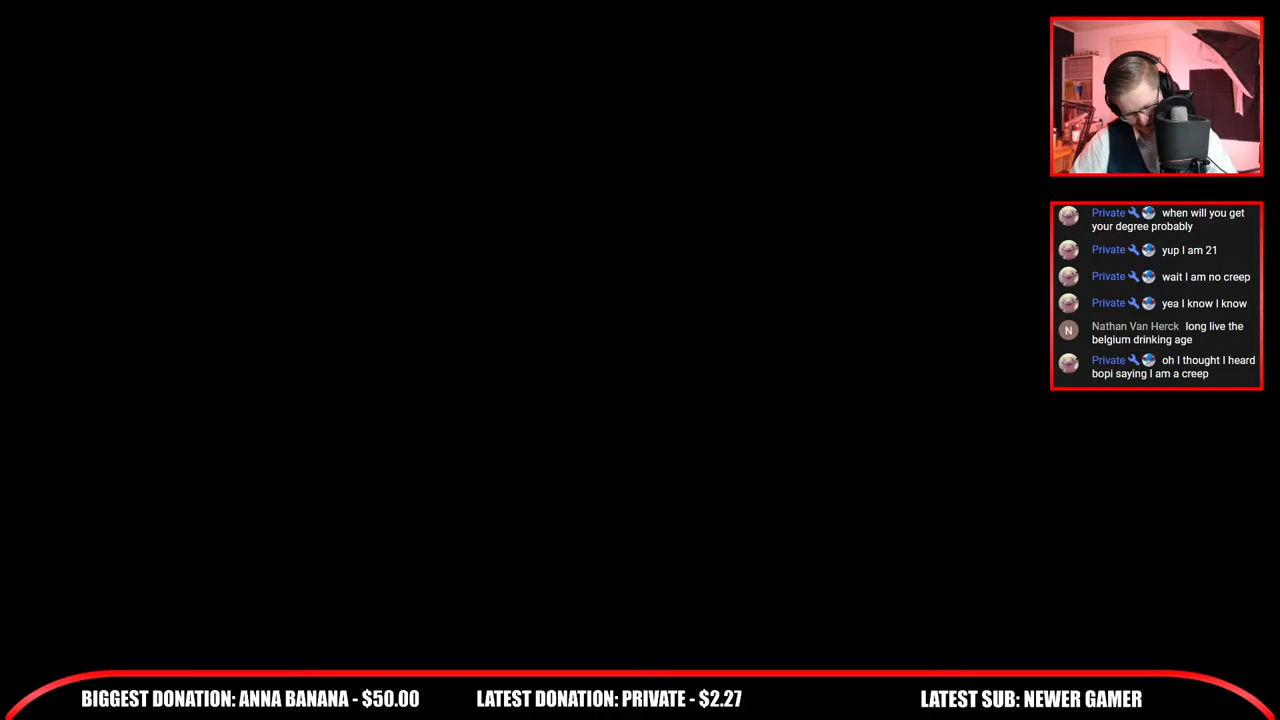 Private when will you get
your degree probably
Private yup I am 21
Private wait I am no creep
Private yea I know I know
N Nathan Van Herck long live the
belgium drinking age
Private oh I thought I heard
bopi saying I am a creep
BIGGEST DONATION: ANNA BANANA - $50.00 LATEST DONATION: PRIVATE - $2.27 LATEST SUB: NEWER GAMER